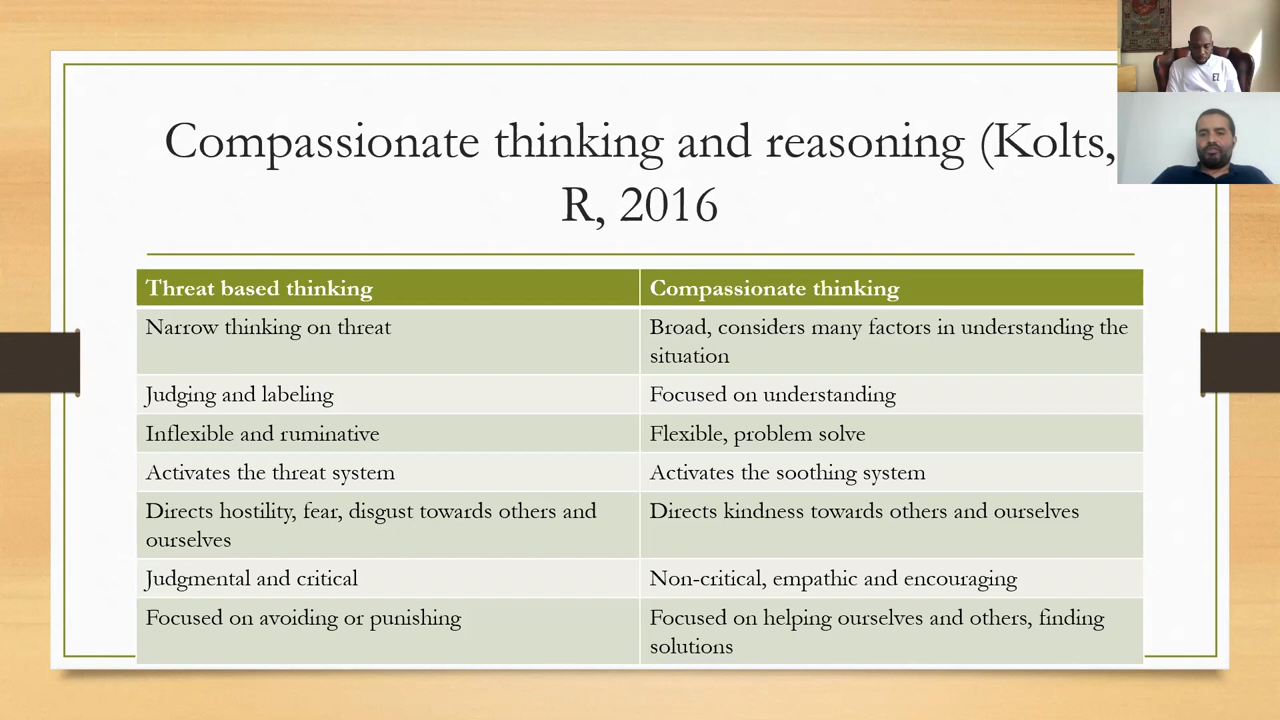 Compassionate thinking and reasoning (Kolts,
R, 2016
Threat based thinking
Compassionate thinking
Narrow thinking on threat
Broad, considers many factors in understanding the
situation
Judging and labeling
Focused on understanding
Inflexible and ruminative
Flexible, problem solve
Activates the threat system
Activates the soothing system
Directs hostility, fear, disgust towards others and
ourselves
Directs kindness towards others and ourselves
Judgmental and critical
Non-critical, empathic and encouraging
Focused on avoiding or punishing
Focused on helping ourselves and others, finding
solutions